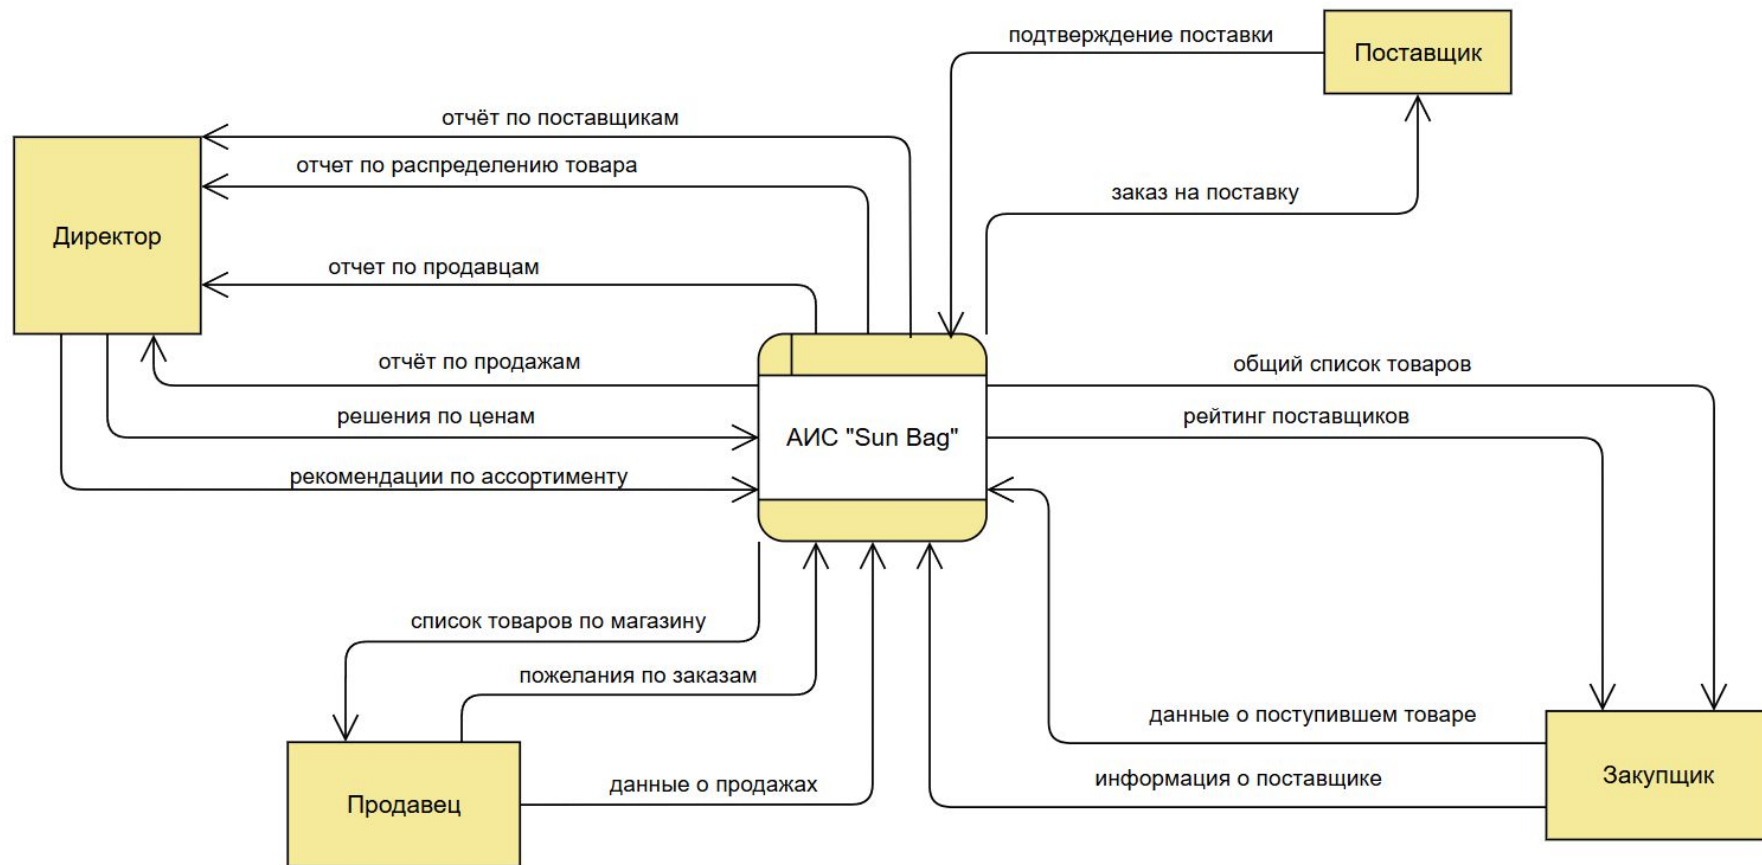 подтверждение поставки
Поставщик
отчёт по поставщикам
отчет по распределению товара
заказ на поставку
Директор
отчет по продавцам
отчёт по продажам
общий список товаров
решения по ценам
АИС "Sun Bag"
рейтинг поставщиков
рекомендации по ассортименту
список товаров по магазину
пожелания по заказам
данные о поступившем товаре
Закупщик
информация о поставщике
данные о продажах
Продавец